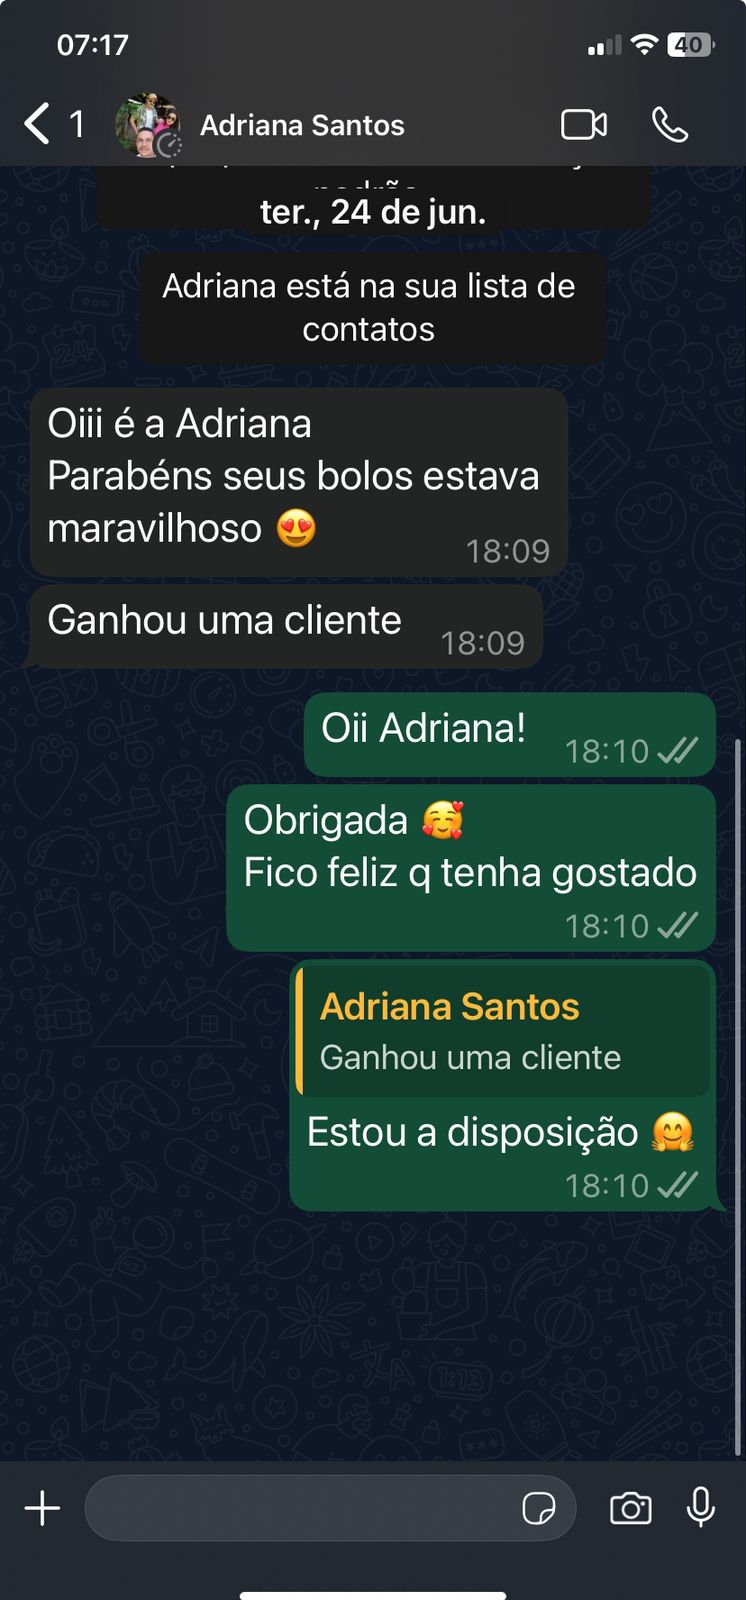 07:17
40
1
Adriana Santos
padrão
ter., 24 de jun.
Adriana está na sua lista de
contatos
Oiii é a Adriana
Parabéns seus bolos estava
maravilhoso 😍
18:09
Ganhou uma cliente
18:09
Oii Adriana!
18:10
Obrigada 🥰
Fico feliz q tenha gostado
18:10
Adriana Santos
Ganhou uma cliente
Estou a disposição 🤗
18:10